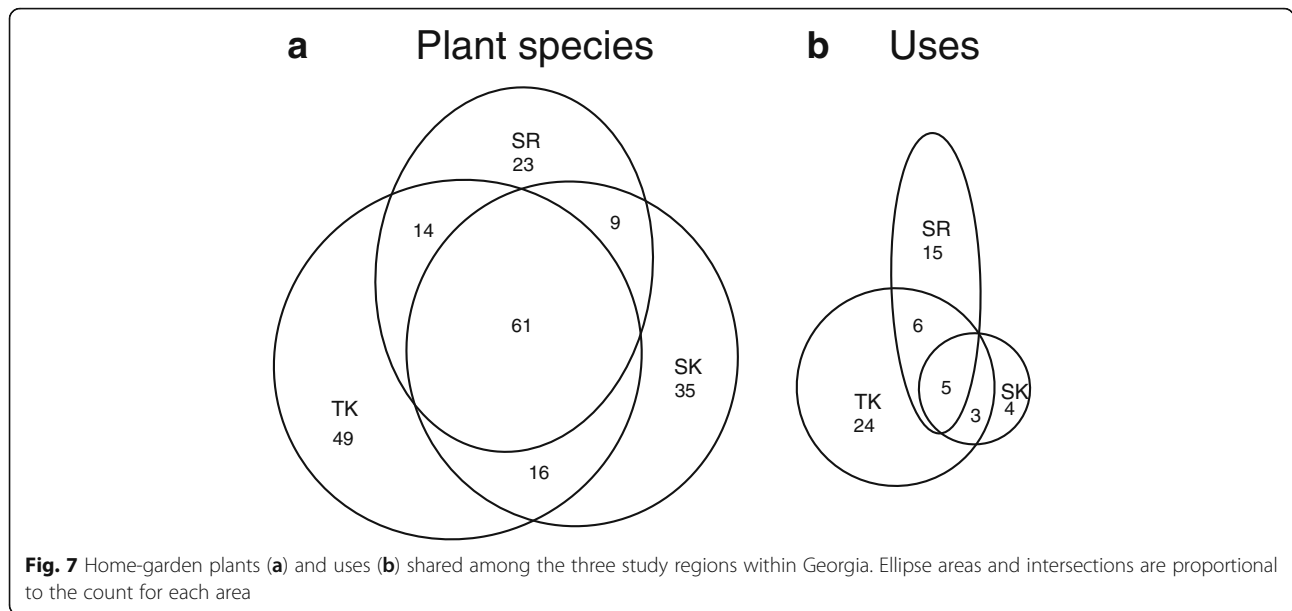 a Plant species
b Uses
SR
23
14
9
61
TK
49
SK
35
16
SR
15
6
5
3
TK
24
SK
4
Fig. 7 Home-garden plants (a) and uses (b) shared among the three study regions within Georgia. Ellipse areas and intersections are proportional
to the count for each area